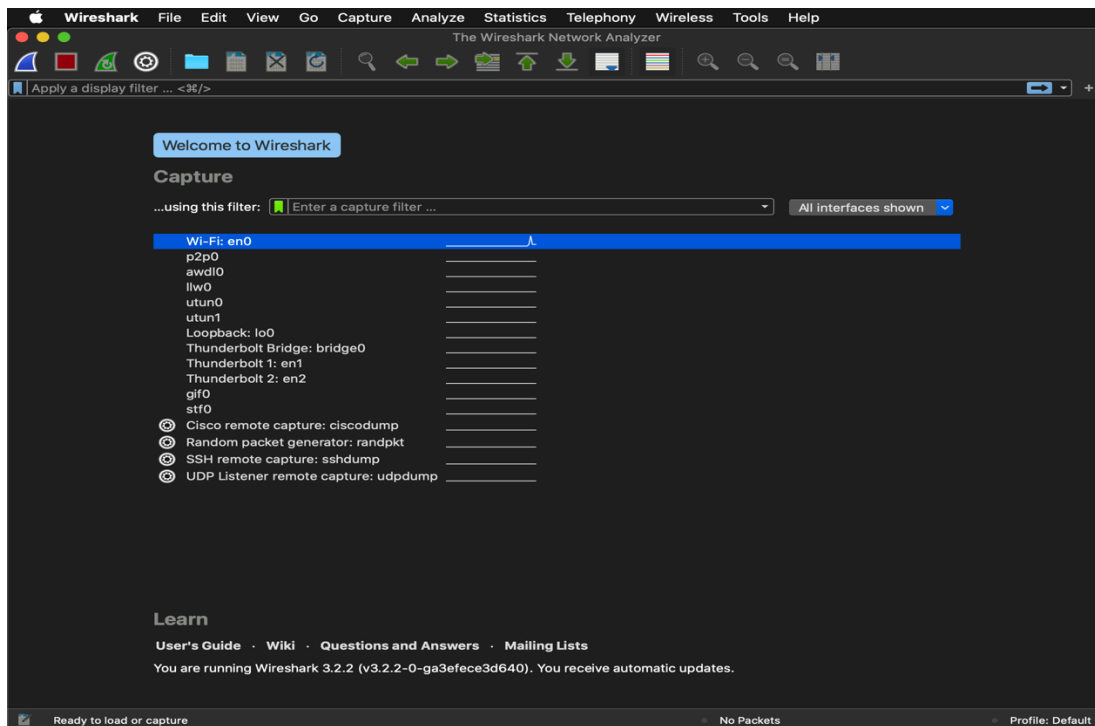 Wireshark File Edit View Go Capture Analyze Statistics Telephony Wireless Tools Help
The Wireshark Network Analyzer
Apply a display filter ... <⌘/>
+
Welcome to Wireshark
Capture
...using this filter: Enter a capture filter ... All interfaces shown
Wi-Fi: en0
p2p0
awdl0
llw0
utun0
utun1
Loopback: lo0
Thunderbolt Bridge: bridge0
Thunderbolt 1: en1
Thunderbolt 2: en2
gif0
stf0
Cisco remote capture: ciscodump
Random packet generator: randpkt
SSH remote capture: sshdump
UDP Listener remote capture: udpdump
Learn
User's Guide · Wiki · Questions and Answers · Mailing Lists
You are running Wireshark 3.2.2 (v3.2.2-0-ga3efece3d640). You receive automatic updates.
Ready to load or capture No Packets Profile: Default